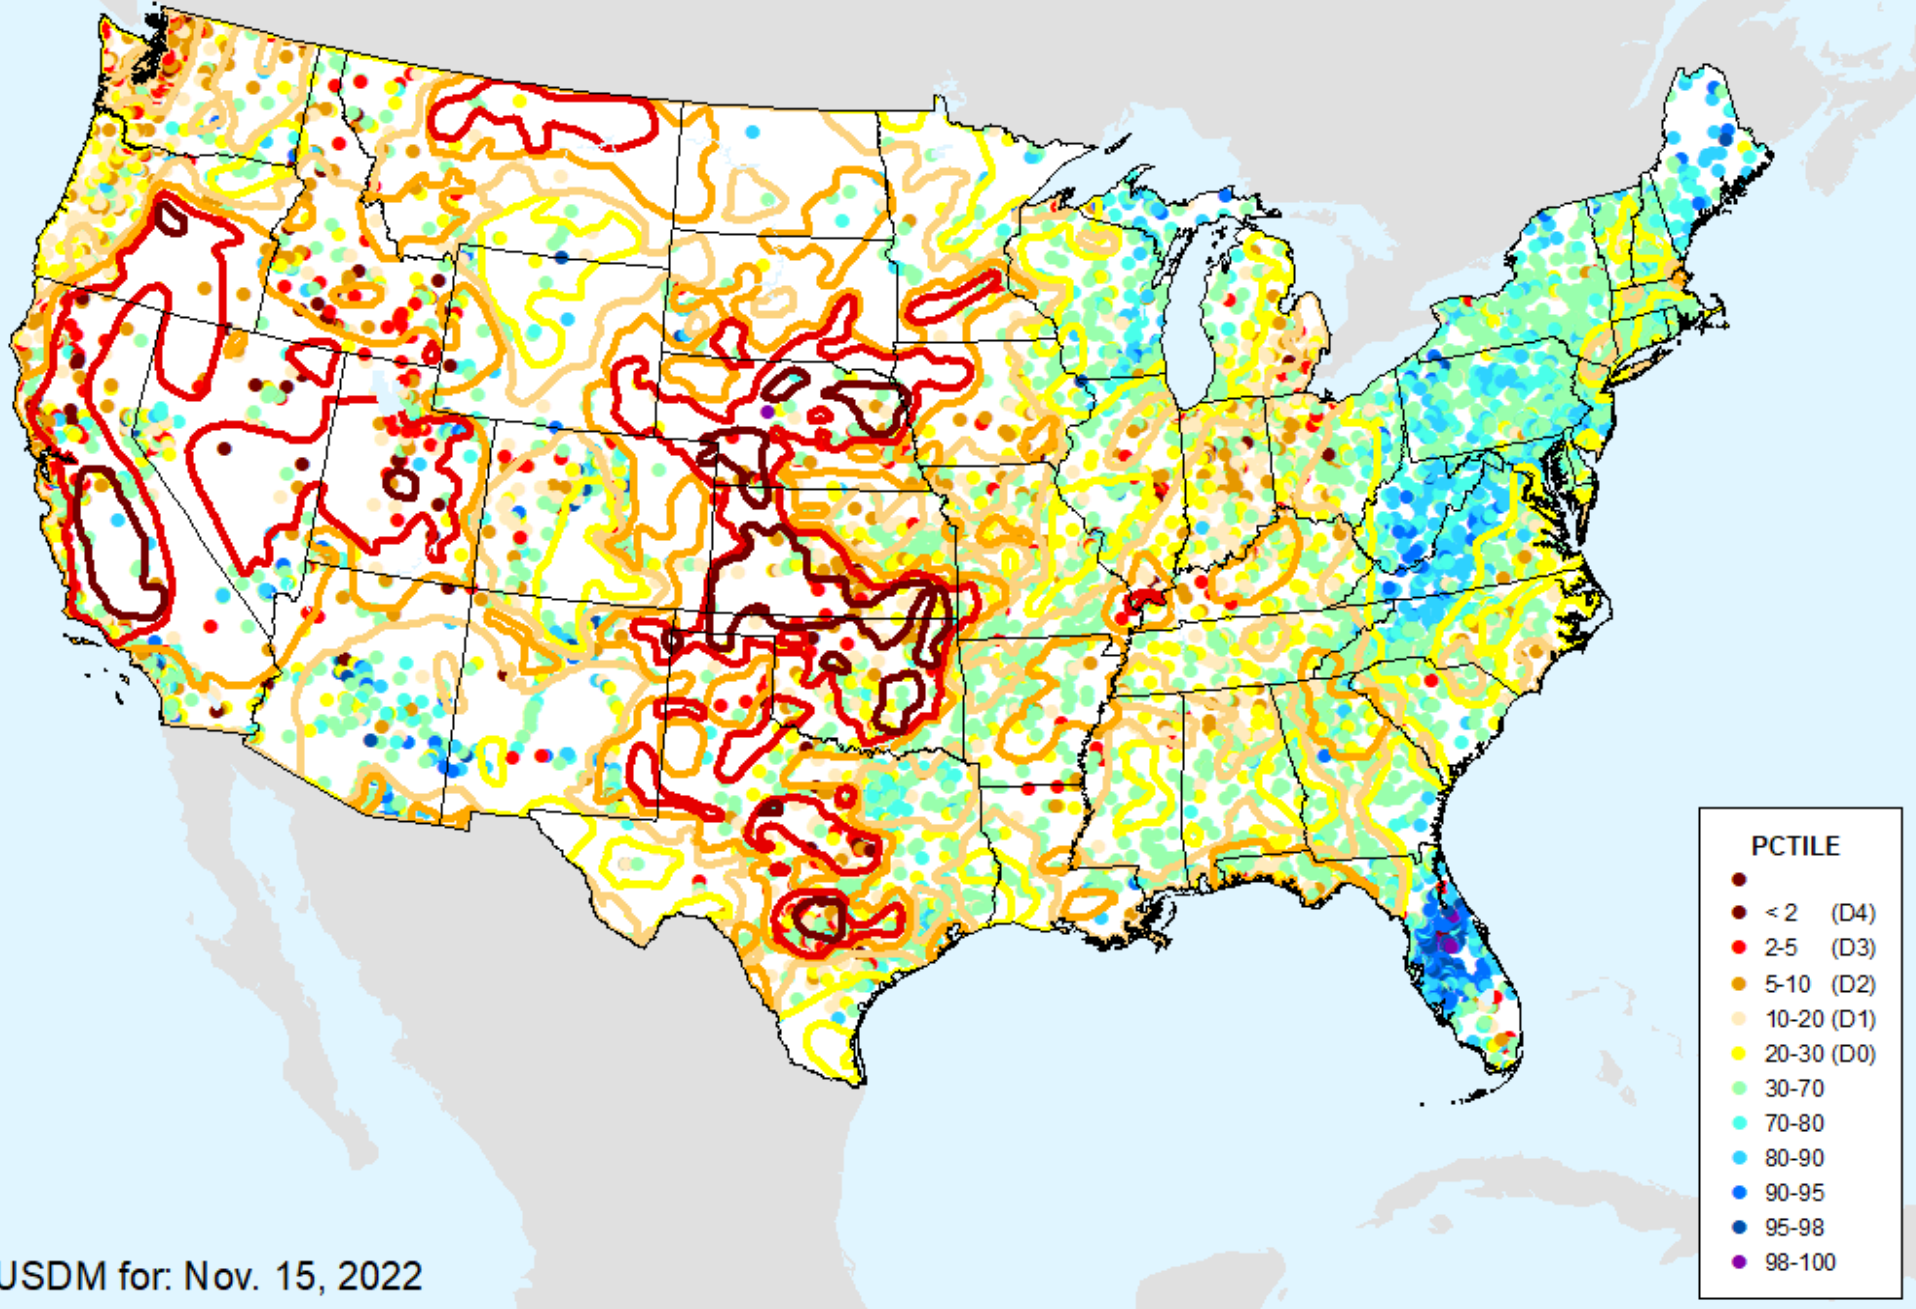 PCTILE
< 2 (D4)
2-5 (D3)
5-10 (D2)
10-20 (D1)
20-30 (D0)
30-70
70-80
80-90
90-95
95-98
98-100
USDM for: Nov. 15, 2022